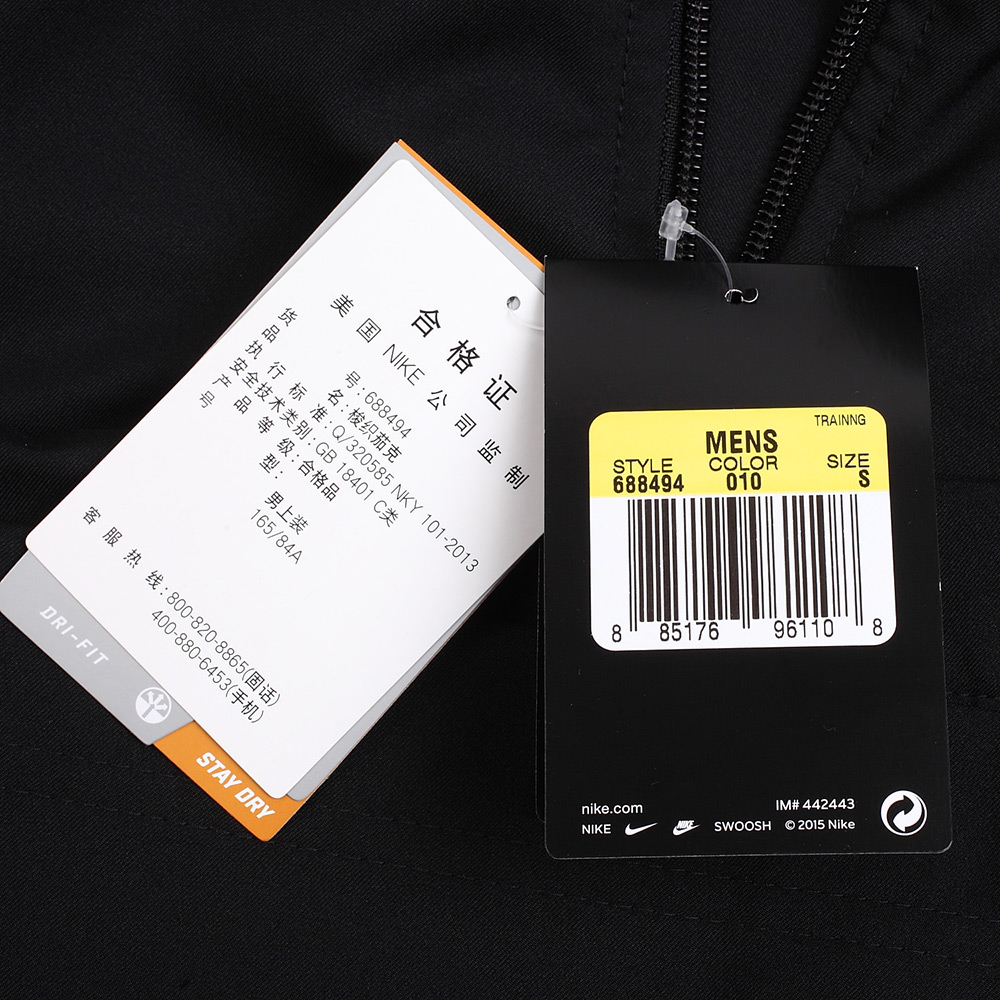 合格证
美国 NIKE 公司监制
货号:688494
品名:梭织茄克
执行标准:Q/320585 NKY 101-2013
安全技术类别:GB 18401 C类
产品等级:合格品
号型:
男上装
165/84A
客服热线:800-820-8865(固话)
400-880-6453(手机)
DRI-FIT
STAY DRY
TRAINNG
MENS
STYLE COLOR SIZE
688494 010 S
8 85176 96110 8
nike.com IM# 442443
NIKE NIKE SWOOSH © 2015 Nike